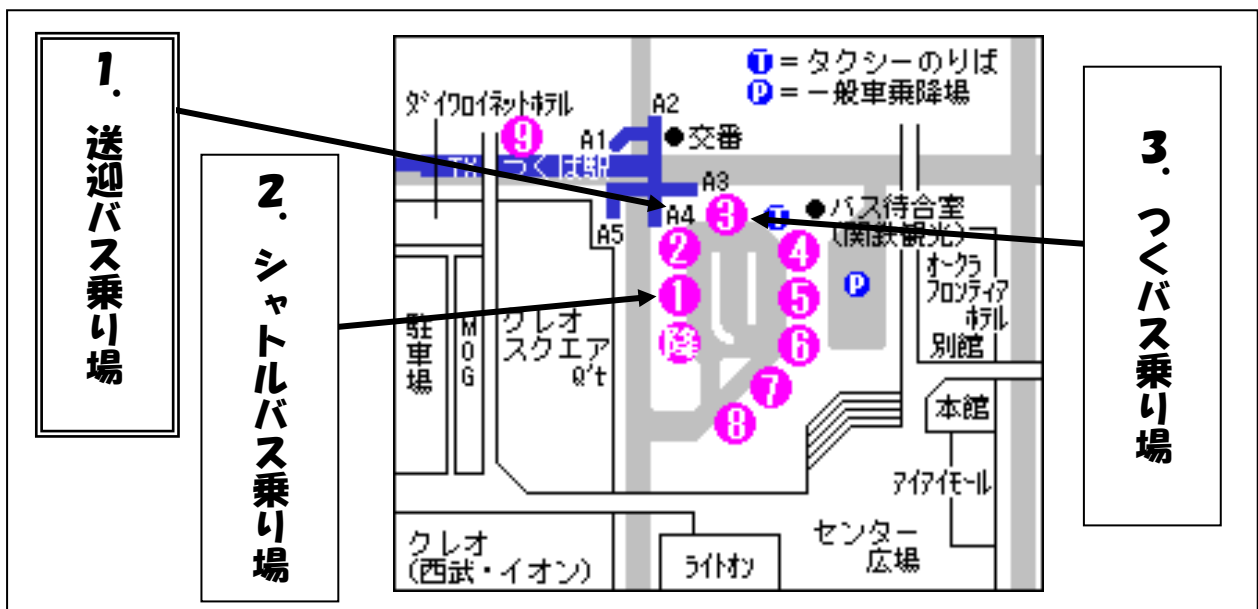 1．送迎バス乗り場
2．シャトルバス乗り場
3．つくバス乗り場
T＝タクシーのりば
P＝一般車乗降場
ダイワロイネットホテル
A2
9
A1
●交番
TX つくば駅
A3
A4
3
T
●バス待合室
(関鉄観光)
A5
2
4
オークラ
フロンティア
ホテル
別館
1
5
P
駐車場
MOG
クレオ
スクエア
Q't
降
6
7
本館
8
アイアイモール
クレオ
(西武・イオン)
ライトオン
センター
広場